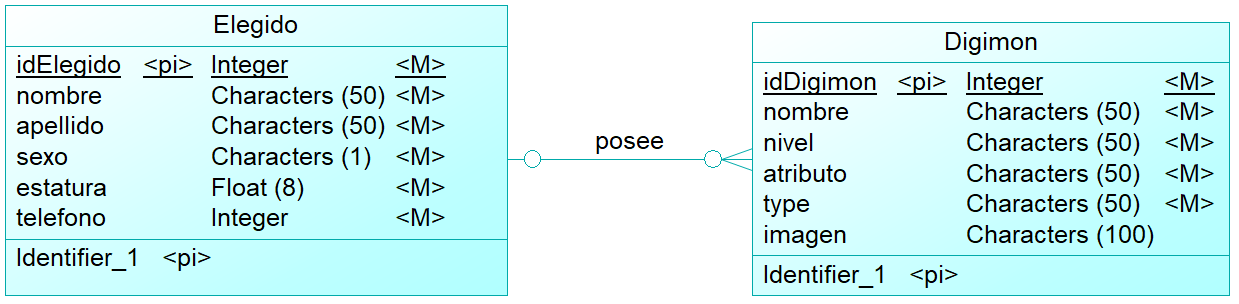 Elegido
idElegido <pi> Integer <M>
nombre Characters (50) <M>
apellido Characters (50) <M>
sexo Characters (1) <M>
estatura Float (8) <M>
telefono Integer <M>
Identifier_1 <pi>
posee
Digimon
idDigimon <pi> Integer <M>
nombre Characters (50) <M>
nivel Characters (50) <M>
atributo Characters (50) <M>
type Characters (50) <M>
imagen Characters (100)
Identifier_1 <pi>